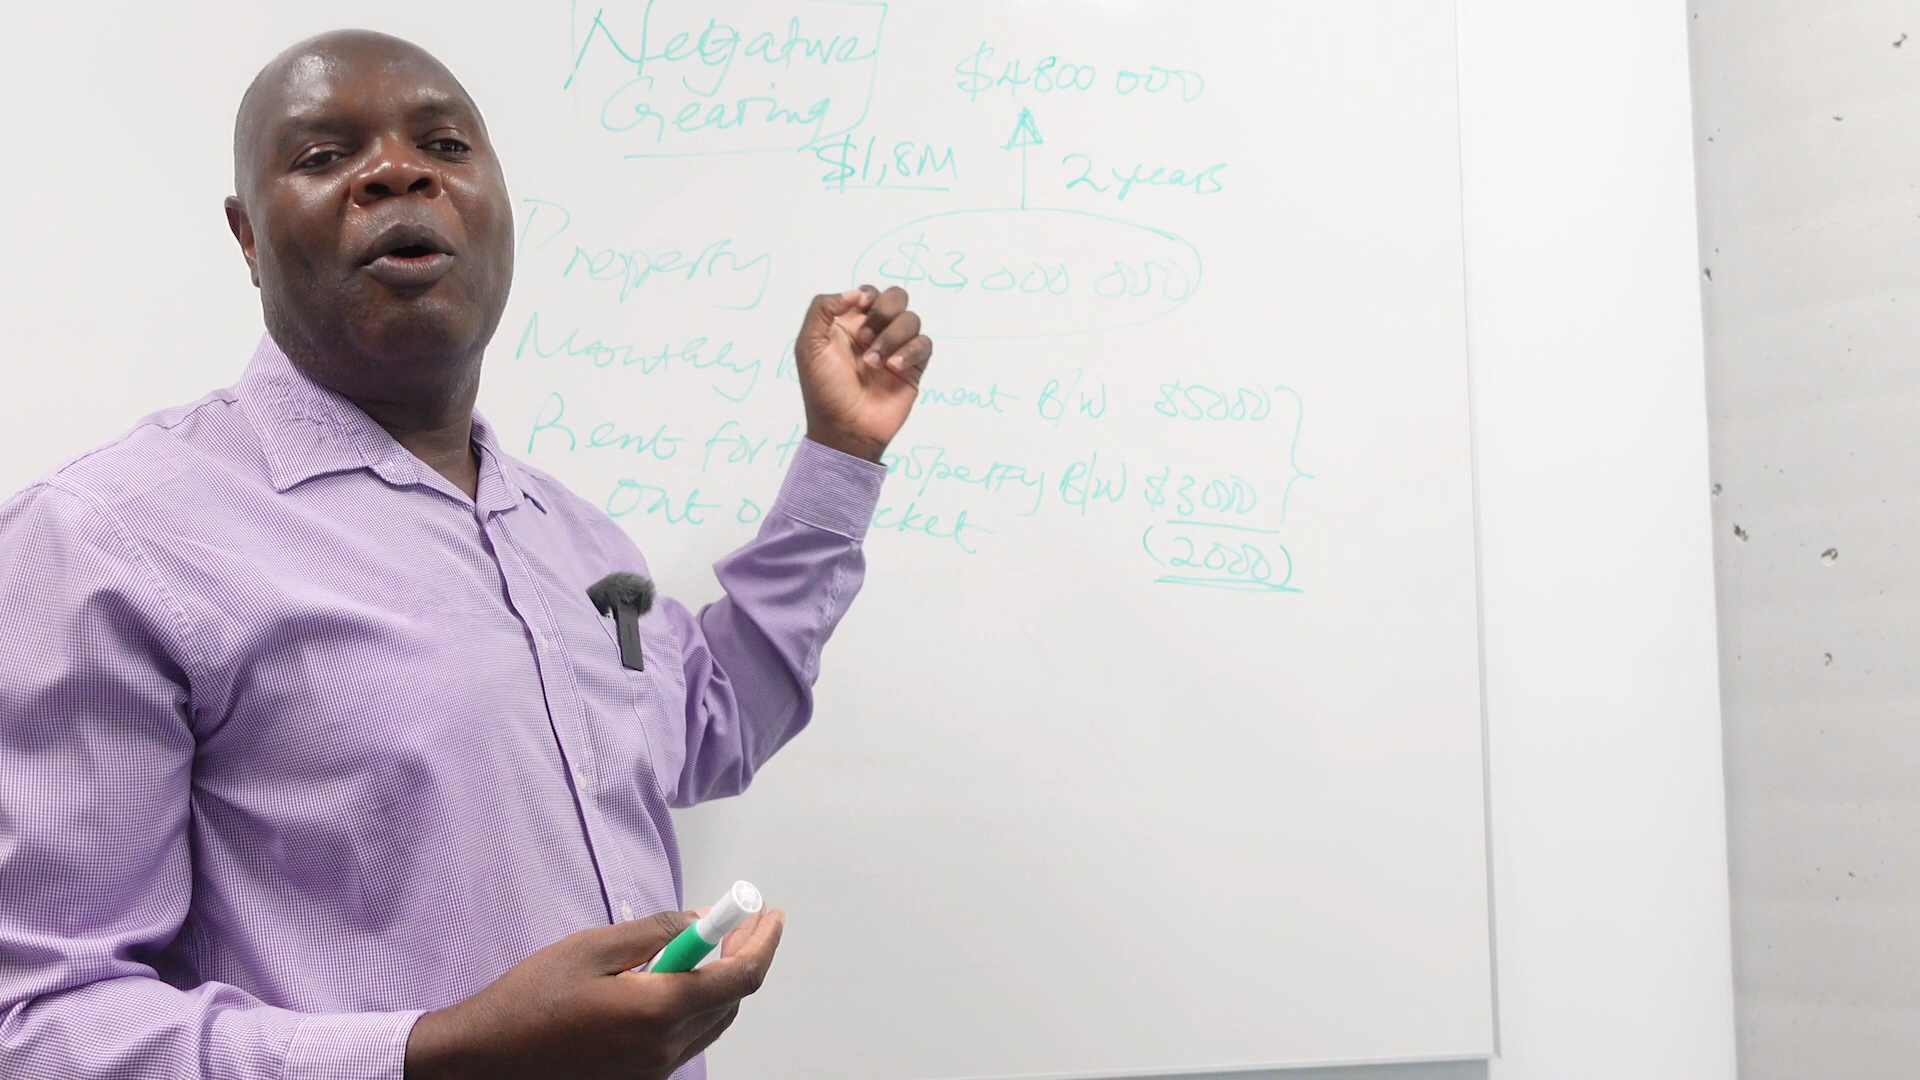 Negative
Gearing
$4800 000
$1,8M
2 years
Property $3 000 000
Monthly ment B/W $5000
Rent for property B/W $3000
Out o cket (2000)